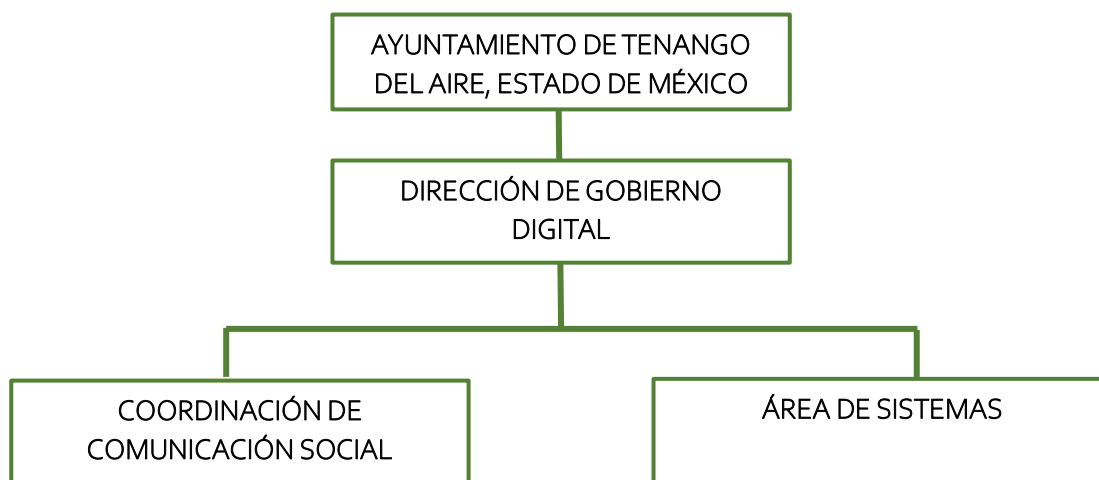 AYUNTAMIENTO DE TENANGO
DEL AIRE, ESTADO DE MÉXICO
DIRECCIÓN DE GOBIERNO
DIGITAL
COORDINACIÓN DE
COMUNICACIÓN SOCIAL
ÁREA DE SISTEMAS